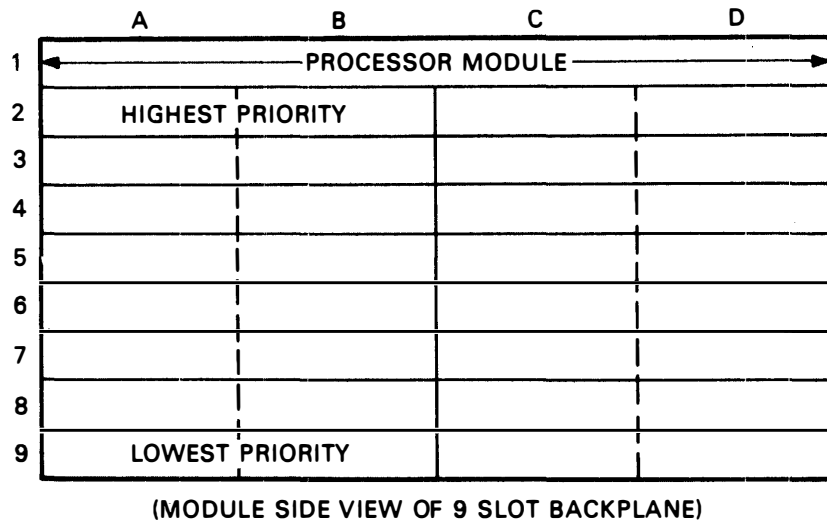 A B C D
1 PROCESSOR MODULE
2 HIGHEST PRIORITY
3
4
5
6
7
8
9 LOWEST PRIORITY
(MODULE SIDE VIEW OF 9 SLOT BACKPLANE)